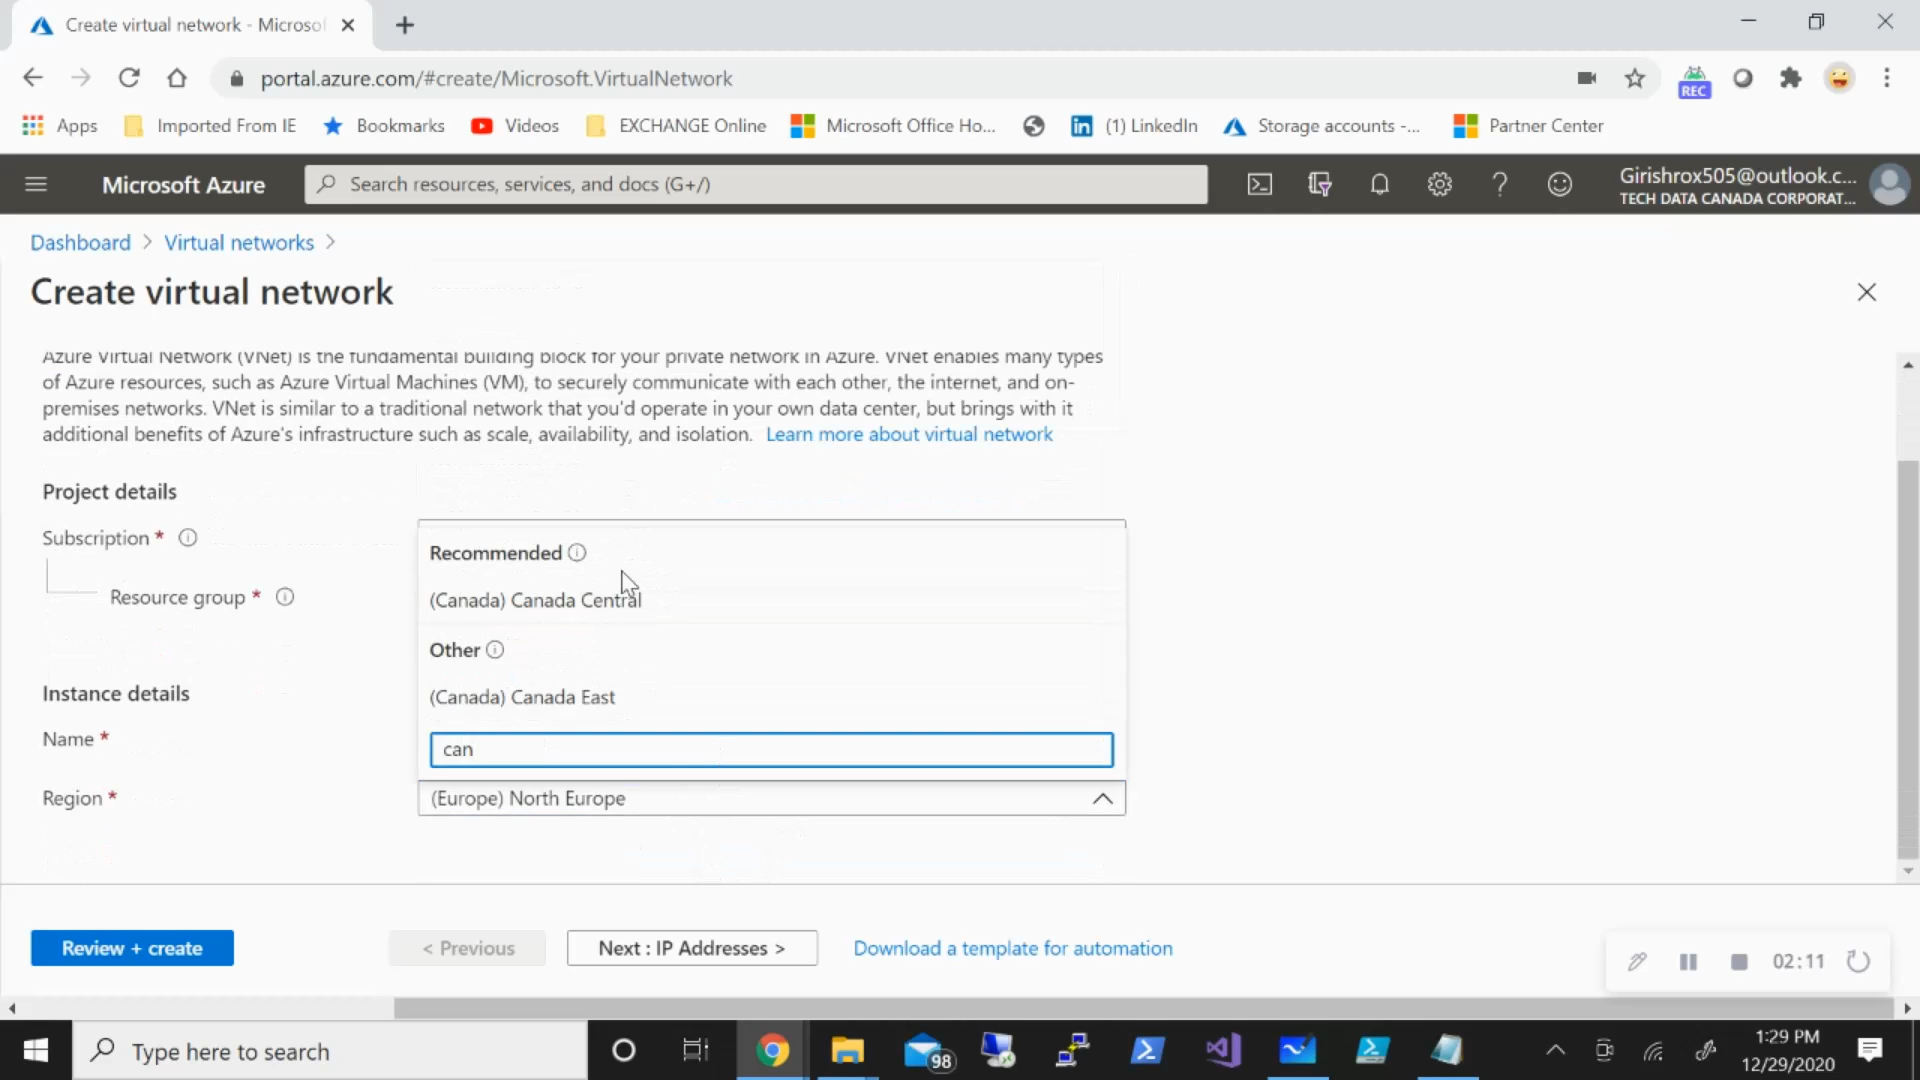 Create virtual network - Microsof
portal.azure.com/#create/Microsoft.VirtualNetwork
REC
Apps
Imported From IE
Bookmarks
Videos
EXCHANGE Online
Microsoft Office Ho...
(1) LinkedIn
Storage accounts -...
Partner Center
Microsoft Azure
Search resources, services, and docs (G+/)
Girishrox505@outlook.c...
TECH DATA CANADA CORPORAT...
Dashboard > Virtual networks >
Create virtual network
Azure Virtual Network (VNet) is the fundamental building block for your private network in Azure. VNet enables many types
of Azure resources, such as Azure Virtual Machines (VM), to securely communicate with each other, the internet, and on-
premises networks. VNet is similar to a traditional network that you'd operate in your own data center, but brings with it
additional benefits of Azure's infrastructure such as scale, availability, and isolation. Learn more about virtual network
Project details
Subscription *
Recommended
Resource group *
(Canada) Canada Central
Other
Instance details
(Canada) Canada East
Name *
can
Region *
(Europe) North Europe
Review + create
< Previous
Next : IP Addresses >
Download a template for automation
02:11
Type here to search
98
1:29 PM
12/29/2020